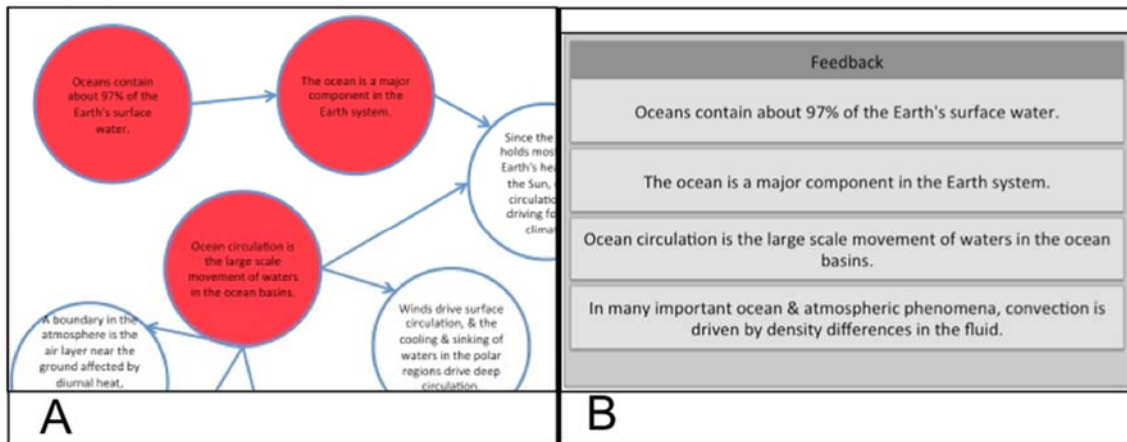 Oceans contain
about 97% of the
Earth's surface
water.
The ocean is a major
component in the
Earth system.
Since the
holds most
Earth's hea
the Sun,
circulatio
driving fo
clima
Ocean circulation is
the large scale
movement of waters
in the ocean basins.
Winds drive surface
circulation, & the
cooling & sinking of
waters in the polar
regions drive deep
circulation.
A boundary in the
atmosphere is the
air layer near the
ground affected by
diurnal heat,
A
Feedback
Oceans contain about 97% of the Earth's surface water.
The ocean is a major component in the Earth system.
Ocean circulation is the large scale movement of waters in the ocean
basins.
In many important ocean & atmospheric phenomena, convection is
driven by density differences in the fluid.
B